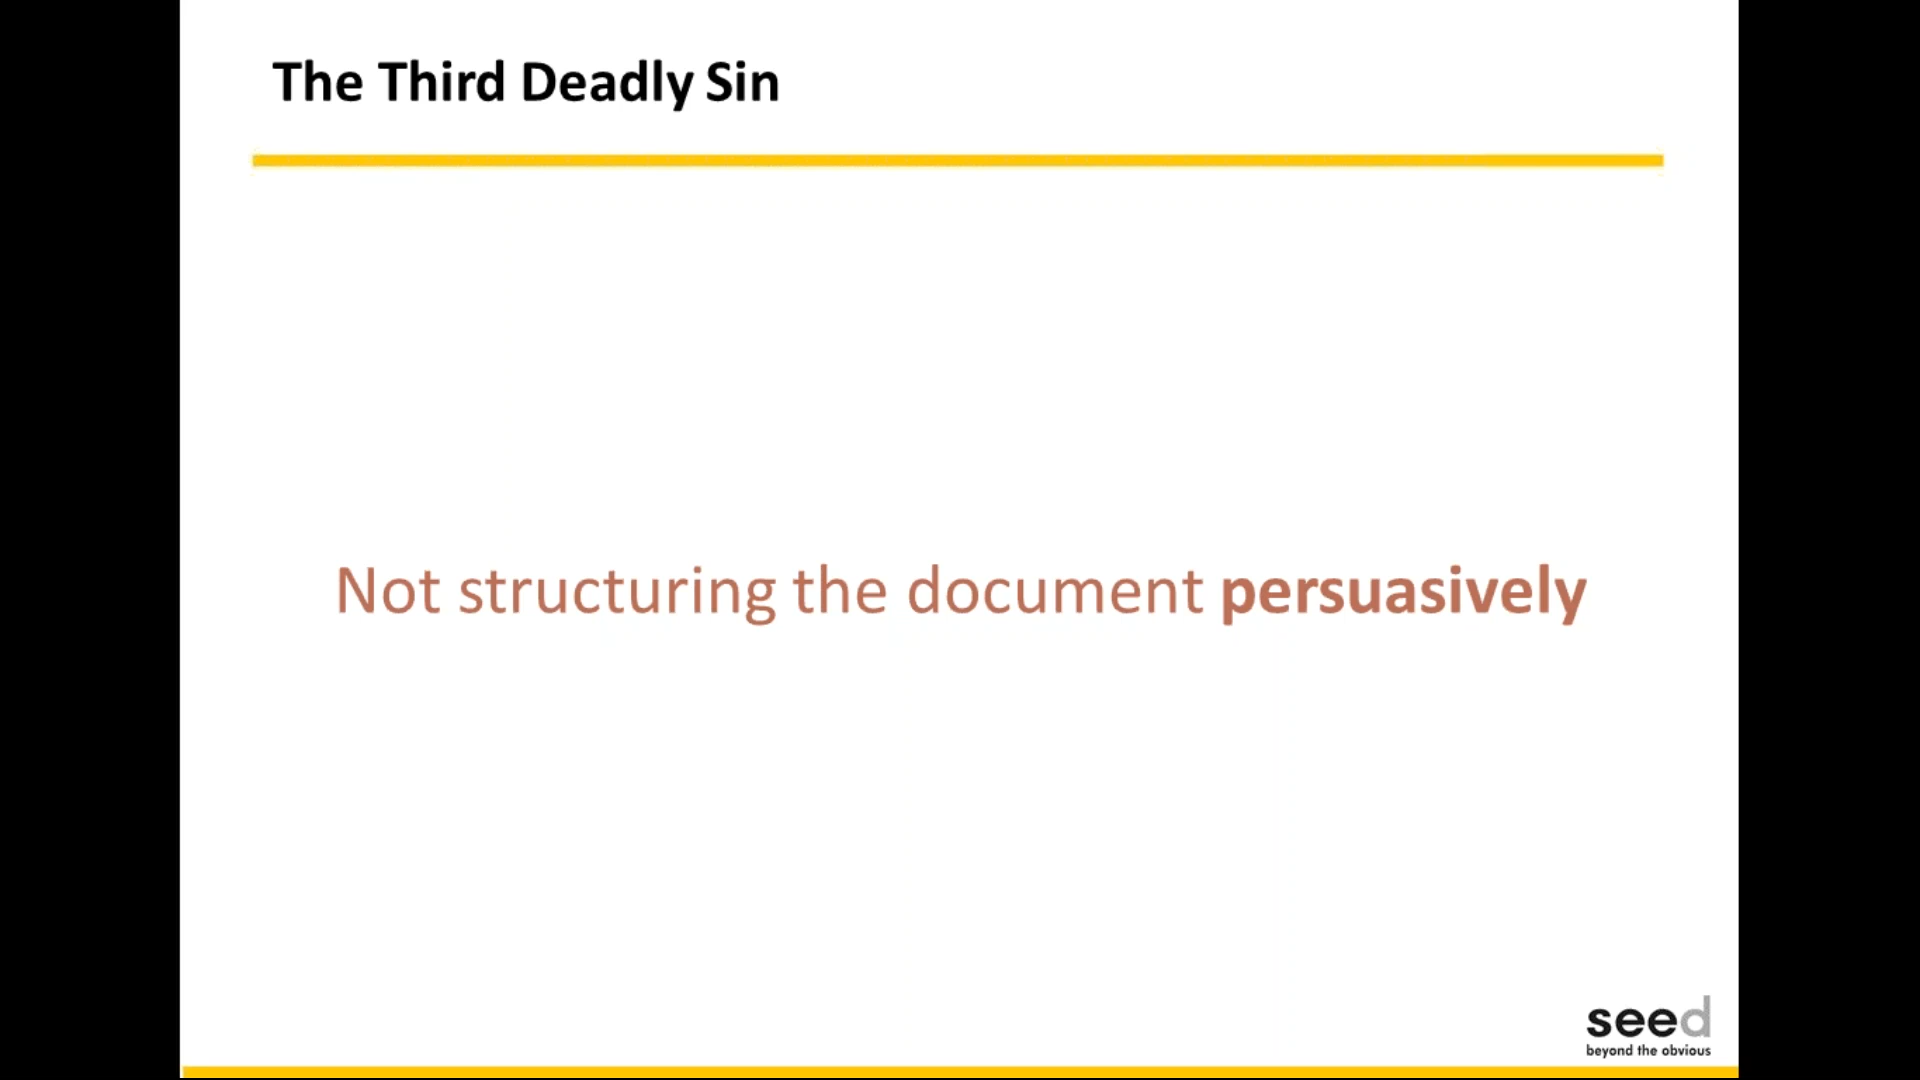 The Third Deadly Sin
Not structuring the document persuasively
seed
beyond the obvious